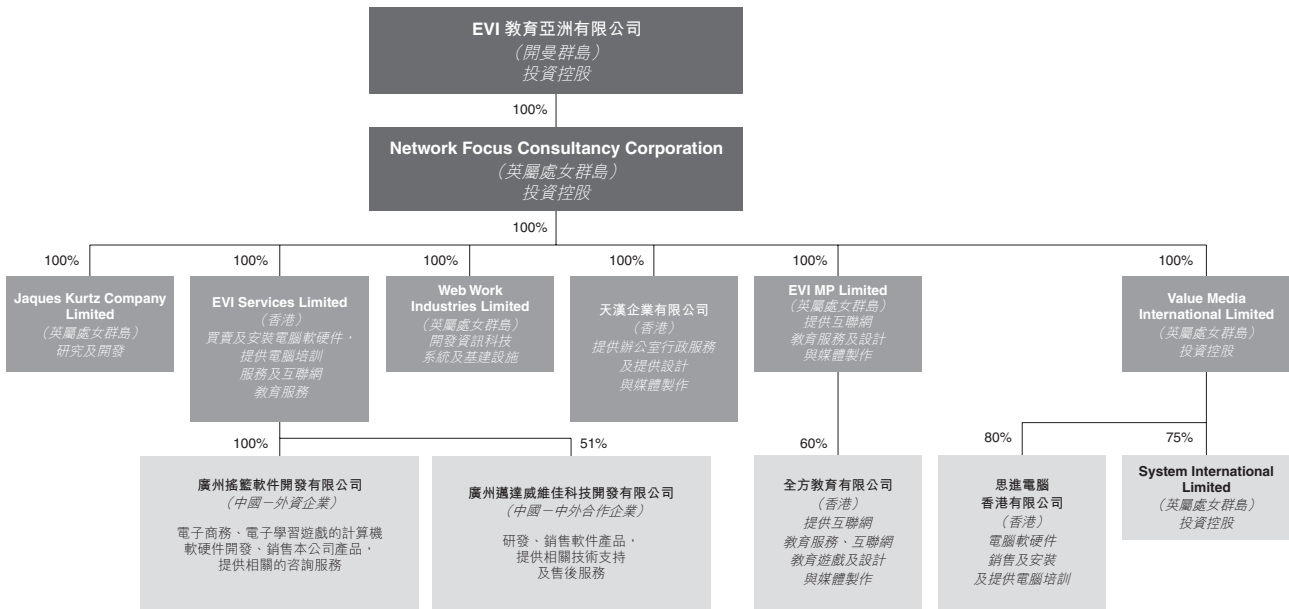 EVI 教育亞洲有限公司
（開曼群島）
投資控股
100%
Network Focus Consultancy Corporation
（英屬處女群島）
投資控股
100%
100%
Jaques Kurtz Company
Limited
（英屬處女群島）
研究及開發
100%
EVI Services Limited
（香港）
買賣及安裝電腦軟硬件，
提供電腦培訓
服務及互聯網
教育服務
100%
Web Work
Industries Limited
（英屬處女群島）
開發資訊科技
系統及基建設施
100%
天漢企業有限公司
（香港）
提供辦公室行政服務
及提供設計
與媒體製作
100%
EVI MP Limited
（英屬處女群島）
提供互聯網
教育服務及設計
與媒體製作
100%
Value Media
International Limited
（英屬處女群島）
投資控股
100%
廣州搖籃軟件開發有限公司
（中國－外資企業）
電子商務、電子學習遊戲的計算機
軟硬件開發、銷售本公司產品，
提供相關的咨詢服務
51%
廣州邁達威維佳科技開發有限公司
（中國－中外合作企業）
研發、銷售軟件產品，
提供相關技術支持
及售後服務
60%
全方教育有限公司
（香港）
提供互聯網
教育服務、互聯網
教育遊戲及設計
與媒體製作
80%
思進電腦
香港有限公司
（香港）
電腦軟硬件
銷售及安裝
及提供電腦培訓
75%
System International
Limited
（英屬處女群島）
投資控股